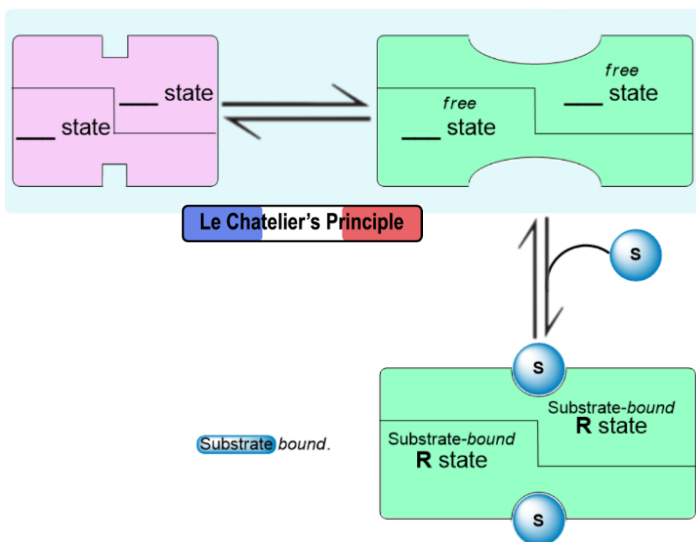 ___ state
___ state
free
___ state
free
___ state
Le Chatelier's Principle
S
S
Substrate-bound
R state
Substrate-bound
R state
Substrate bound.
S